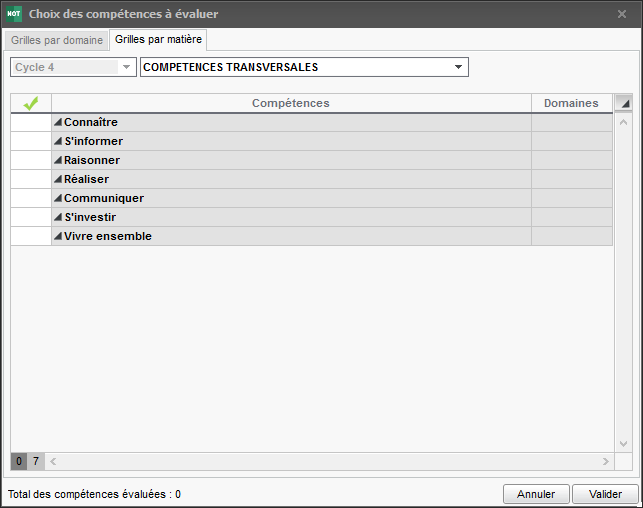 NOT Choix des compétences à évaluer
Grilles par domaine Grilles par matière
Cycle 4 COMPETENCES TRANSVERSALES
Compétences Domaines
Connaître
S'informer
Raisonner
Réaliser
Communiquer
S'investir
Vivre ensemble
0 7
Total des compétences évaluées : 0 Annuler Valider